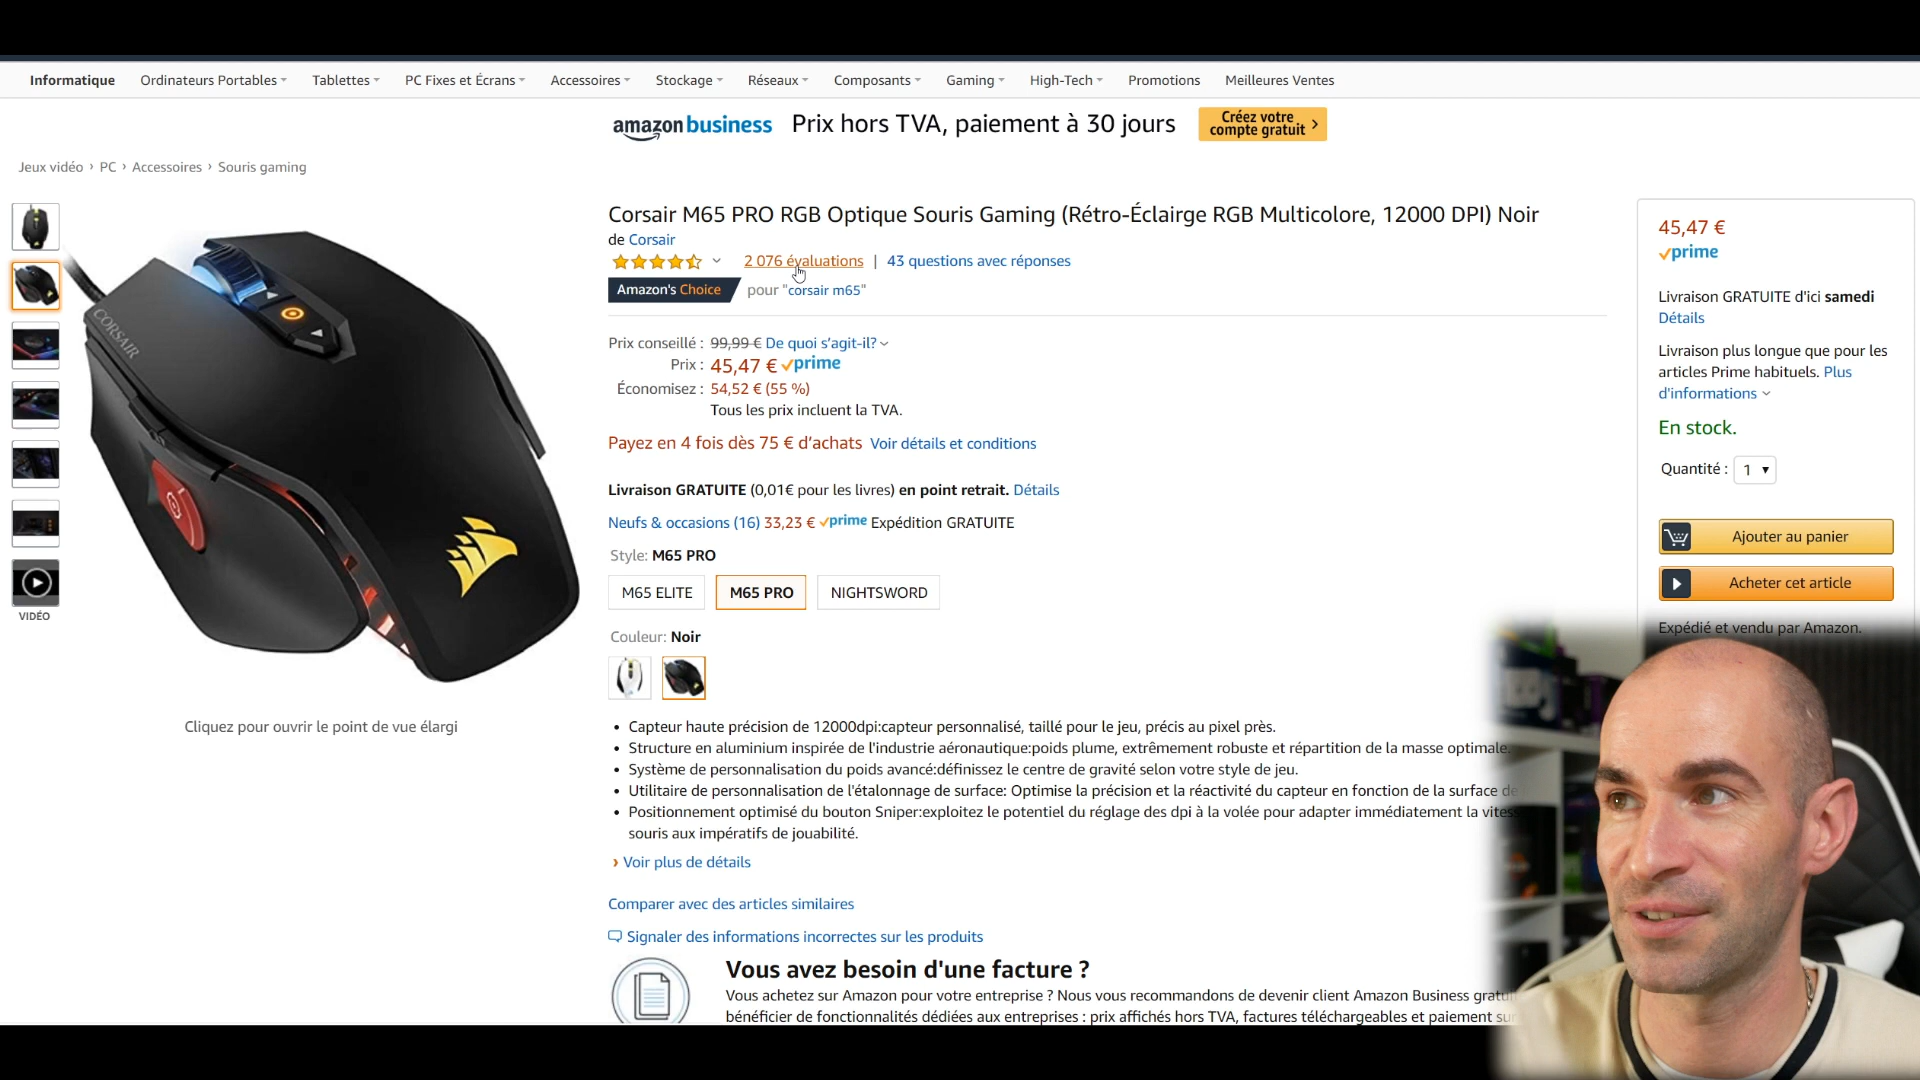 Informatique Ordinateurs Portables Tablettes PC Fixes et Écrans Accessoires Stockage Réseaux Composants Gaming High-Tech Promotions Meilleures Ventes
amazon business Prix hors TVA, paiement à 30 jours Créez votre
compte gratuit ›
Jeux vidéo › PC › Accessoires › Souris gaming
Corsair M65 PRO RGB Optique Souris Gaming (Rétro-Éclairge RGB Multicolore, 12000 DPI) Noir
de Corsair
2 076 évaluations | 43 questions avec réponses
Amazon's Choice pour "corsair m65"
Prix conseillé : 99,99 € De quoi s'agit-il?
Prix : 45,47 € prime
Économisez : 54,52 € (55 %)
Tous les prix incluent la TVA.
Payez en 4 fois dès 75 € d'achats Voir détails et conditions
Livraison GRATUITE (0,01€ pour les livres) en point retrait. Détails
Neufs & occasions (16) 33,23 € prime Expédition GRATUITE
Style: M65 PRO
M65 ELITE M65 PRO NIGHTSWORD
Couleur: Noir
• Capteur haute précision de 12000dpi:capteur personnalisé, taillé pour le jeu, précis au pixel près.
• Structure en aluminium inspirée de l'industrie aéronautique:poids plume, extrêmement robuste et répartition de la masse optimale.
• Système de personnalisation du poids avancé:définissez le centre de gravité selon votre style de jeu.
• Utilitaire de personnalisation de l'étalonnage de surface: Optimise la précision et la réactivité du capteur en fonction de la surface de
• Positionnement optimisé du bouton Sniper:exploitez le potentiel du réglage des dpi à la volée pour adapter immédiatement la vitess
souris aux impératifs de jouabilité.
› Voir plus de détails
Comparer avec des articles similaires
Signaler des informations incorrectes sur les produits
Vous avez besoin d'une facture ?
Vous achetez sur Amazon pour votre entreprise ? Nous vous recommandons de devenir client Amazon Business gratui
bénéficier de fonctionnalités dédiées aux entreprises : prix affichés hors TVA, factures téléchargeables et paiement sur
CORSAIR
VIDÉO
Cliquez pour ouvrir le point de vue élargi
45,47 €
prime
Livraison GRATUITE d'ici samedi
Détails
Livraison plus longue que pour les
articles Prime habituels. Plus
d'informations
En stock.
Quantité : 1
Ajouter au panier
Acheter cet article
Expédié et vendu par Amazon.